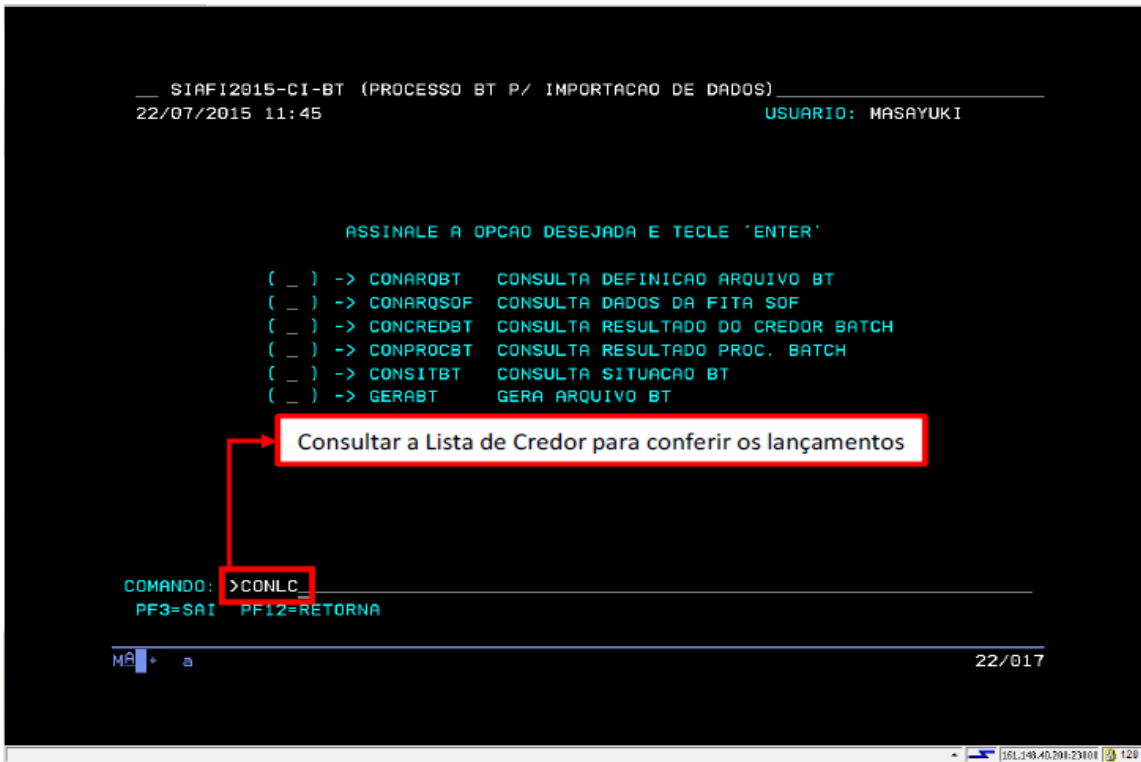 __ SIAFI2015-CI-BT (PROCESSO BT P/ IMPORTACAO DE DADOS)
22/07/2015 11:45 USUARIO: MASAYUKI
ASSINALE A OPCAO DESEJADA E TECLE 'ENTER'
( _ ) -> CONARQBT CONSULTA DEFINICAO ARQUIVO BT
( _ ) -> CONARQSOF CONSULTA DADOS DA FITA SOF
( _ ) -> CONCREDBT CONSULTA RESULTADO DO CREDOR BATCH
( _ ) -> CONPROCBT CONSULTA RESULTADO PROC. BATCH
( _ ) -> CONSITBT CONSULTA SITUACAO BT
( _ ) -> GERABT GERA ARQUIVO BT
Consultar a Lista de Credor para conferir os lançamentos
COMANDO: >CONLC_
PF3=SAI PF12=RETORNA
MA + a 22/017
128